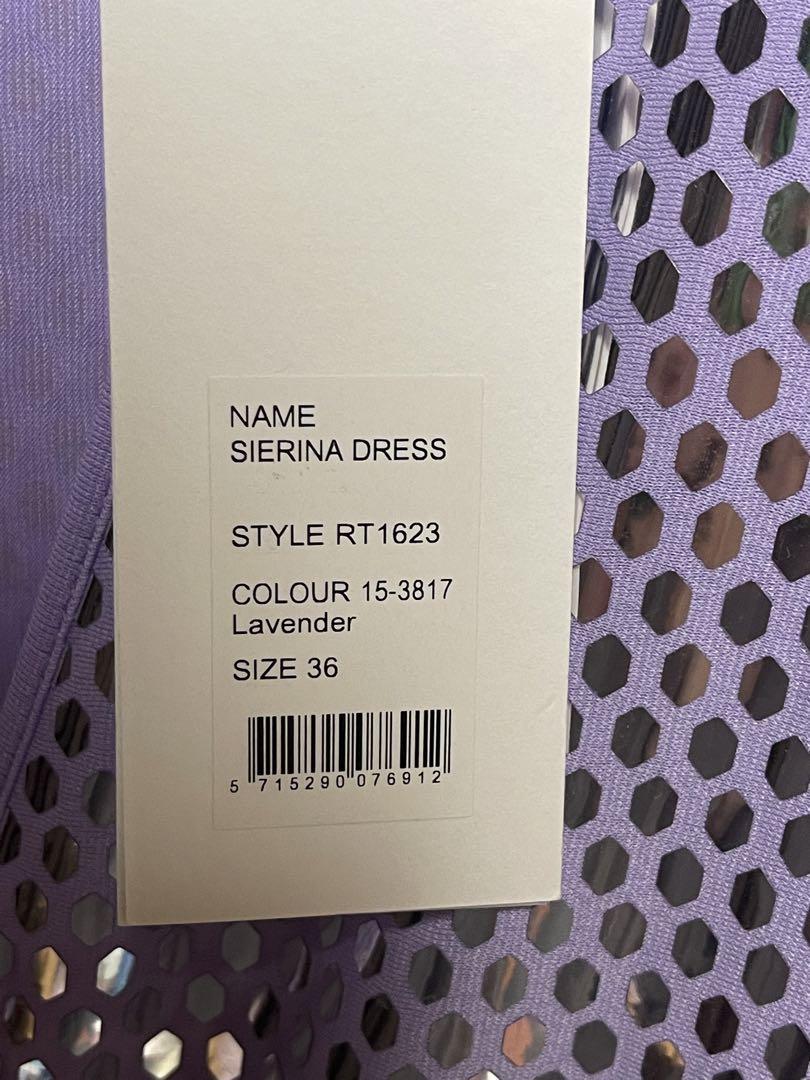 NAME
SIERINA DRESS
STYLE RT1623
COLOUR 15-3817
Lavender
SIZE 36
5 715290 076912